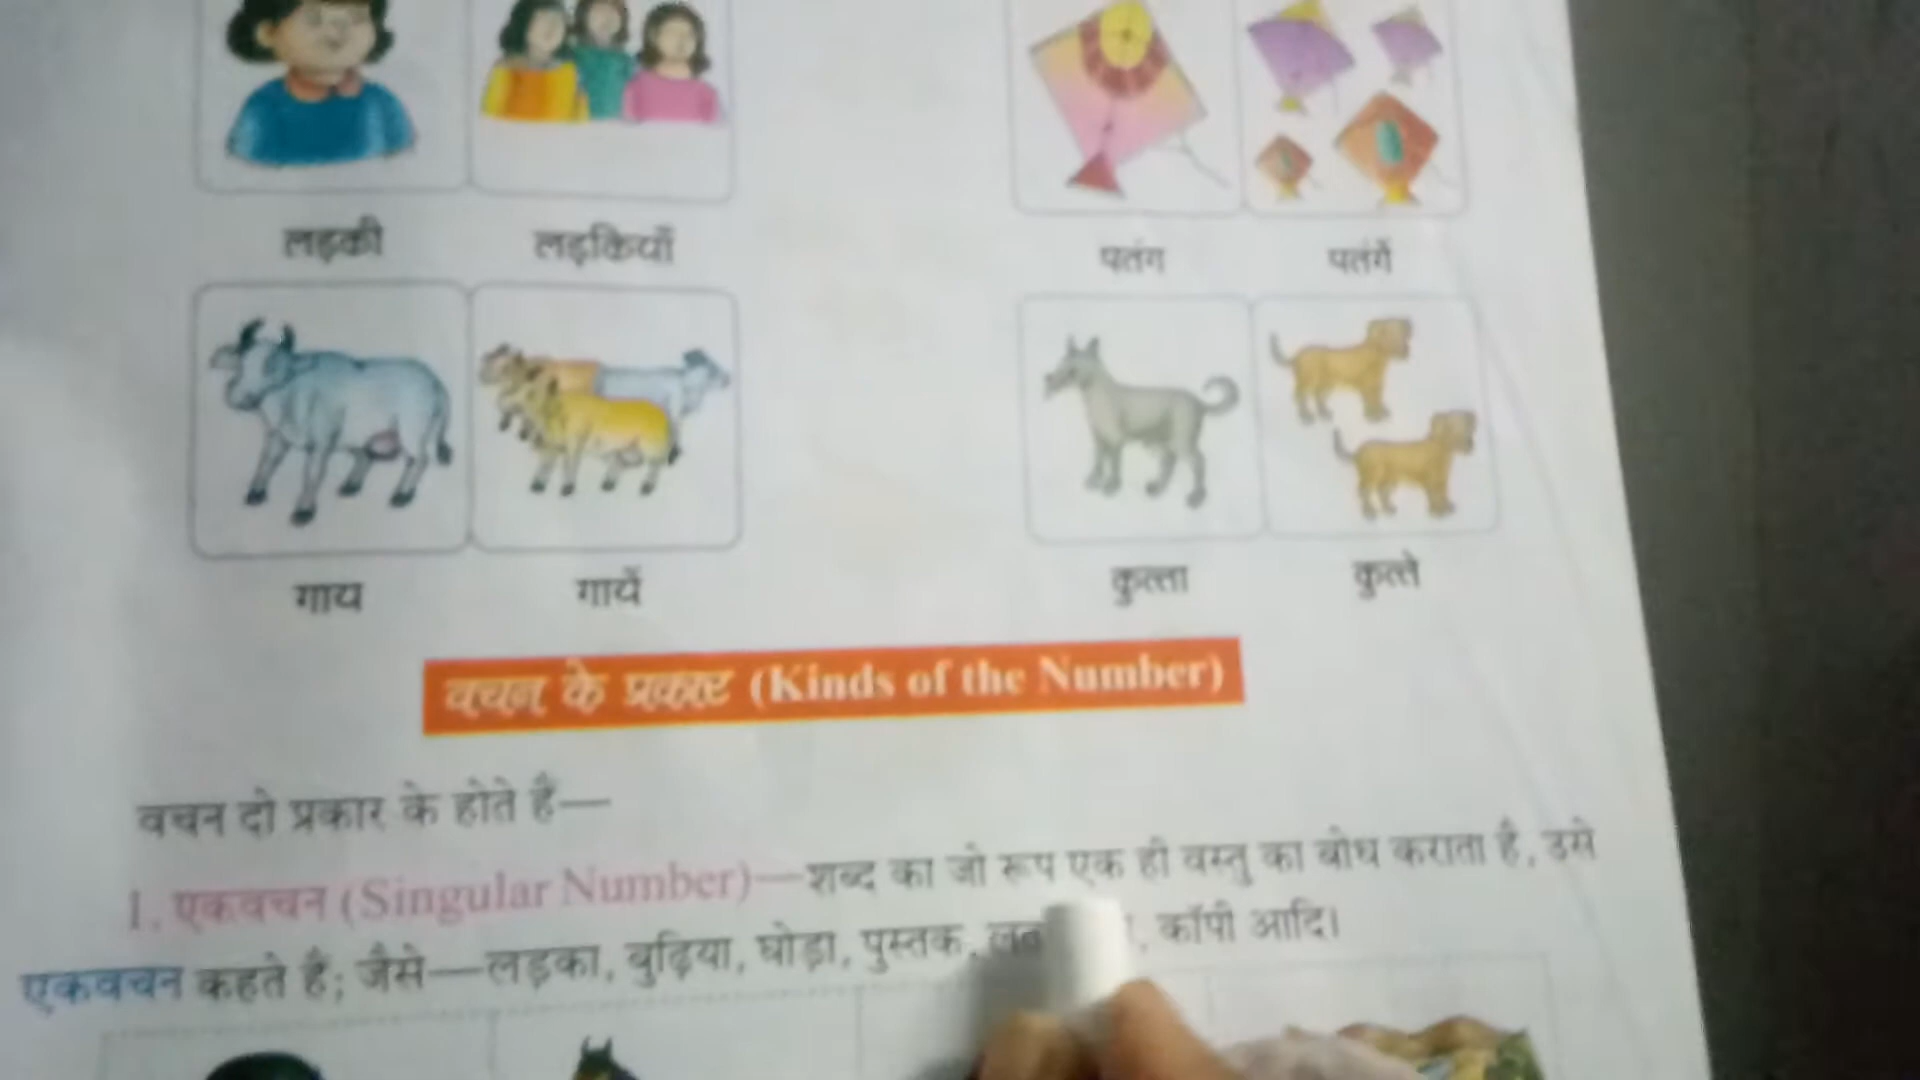 लड़की लड़कियाँ पतंग पतंगें
गाय गायें कुत्ता कुत्ते
वचन के प्रकार (Kinds of the Number)
वचन दो प्रकार के होते हैं—
1. एकवचन (Singular Number)—शब्द का जो रूप एक ही वस्तु का बोध कराता है, उसे
एकवचन कहते हैं; जैसे—लड़का, बुढ़िया, घोड़ा, पुस्तक, , कॉपी आदि।